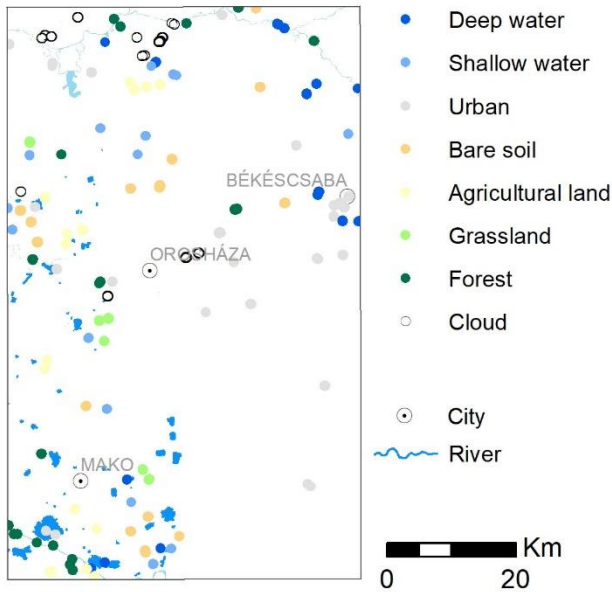 Deep water
Shallow water
Urban
Bare soil
BÉKÉSCSABA
Agricultural land
OROSHÁZA
Grassland
Forest
Cloud
City
River
MAKO
Km
0 20